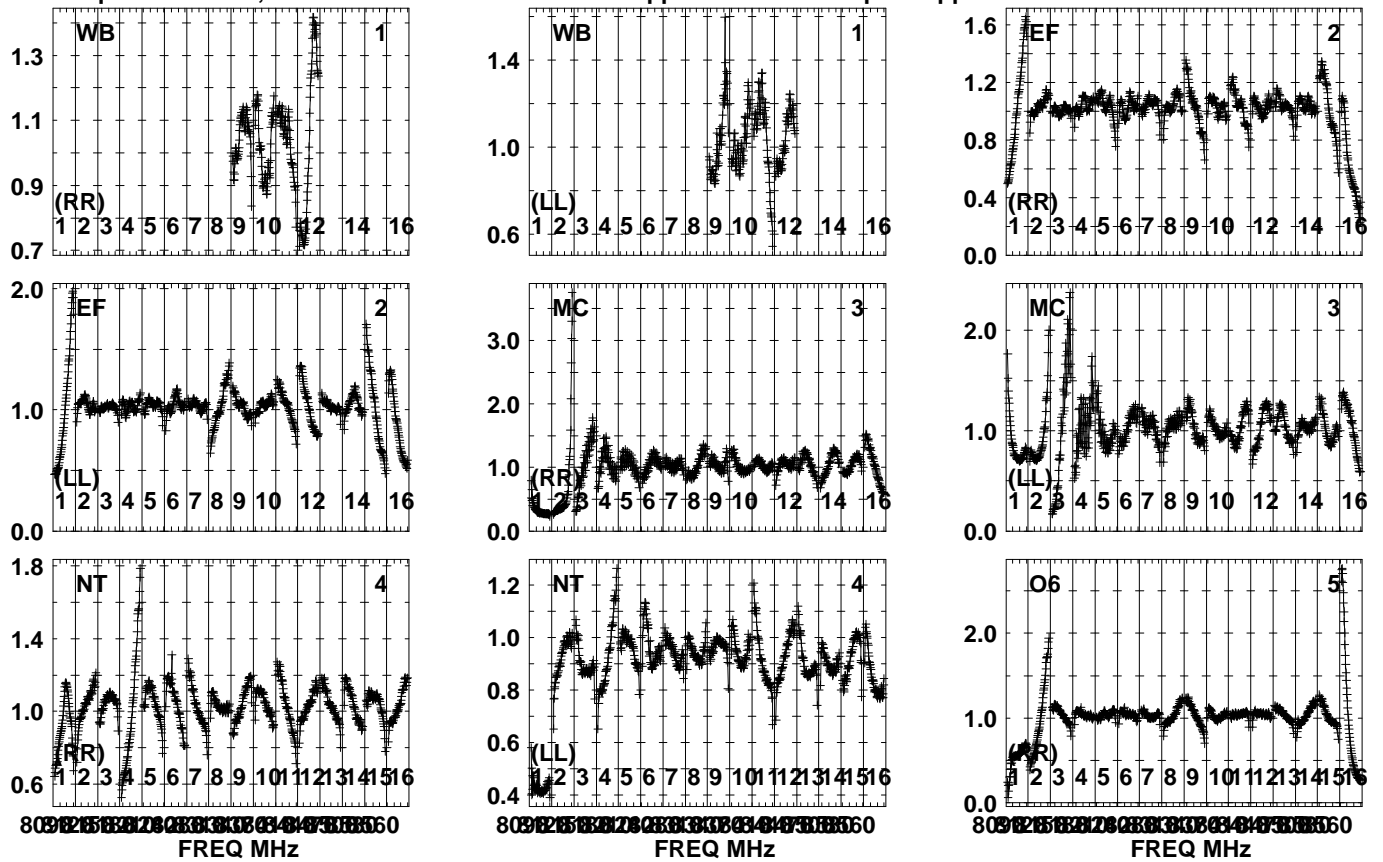 WB 1
1.3
1.1
0.9
0.7
(RR)
1 2 3 4 5 6 7 8 9 10 12 14 16
WB 1
1.4
1.0
0.6
(LL)
1 2 3 4 5 6 7 8 9 10 12 14 16
EF 2
1.6
1.2
0.8
0.4
0.0
(RR)
1 2 3 4 5 6 7 8 9 10 12 14 16
EF 2
2.0
1.0
0.0
(LL)
1 2 3 4 5 6 7 8 9 10 12 14 16
MC 3
3.0
2.0
1.0
0.0
(RR)
1 2 3 4 5 6 7 8 9 10 12 14 16
MC 3
2.0
1.0
0.0
(LL)
1 2 3 4 5 6 7 8 9 10 12 14 16
NT 4
1.8
1.4
1.0
0.6
(RR)
1 2 3 4 5 6 7 8 9 10 11 12 13 14 15 16
FREQ MHz
NT 4
1.2
1.0
0.8
0.6
0.4
(LL)
1 2 3 4 5 6 7 8 9 10 11 12 13 14 15 16
FREQ MHz
O6 5
2.0
1.0
0.0
(RR)
1 2 3 4 5 6 7 8 9 10 11 12 13 14 15 16
FREQ MHz